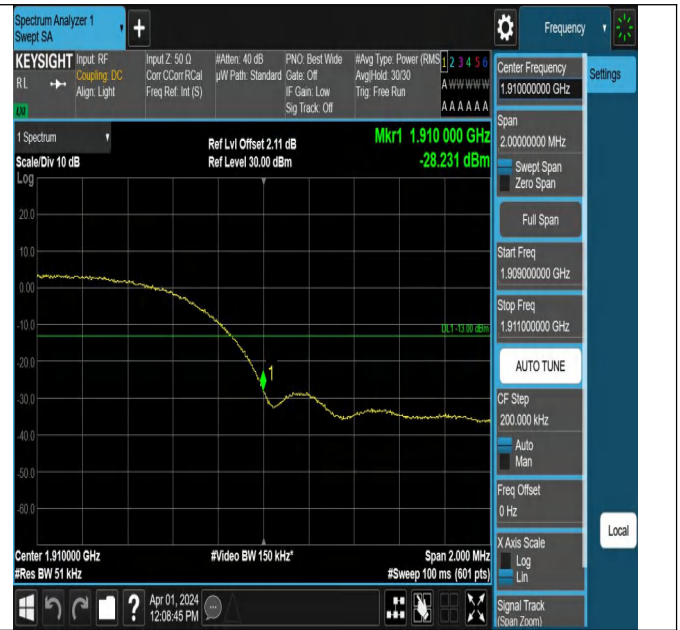 Spectrum Analyzer 1
Swept SA
+
Frequency
KEYSIGHT
RL
LXI
Input: RF
Coupling: DC
Align: Light
Input Z: 50 Ω
Corr CCorr RCal
Freq Ref: Int (S)
#Atten: 40 dB
µW Path: Standard
PNO: Best Wide
Gate: Off
IF Gain: Low
Sig Track: Off
#Avg Type: Power (RMS
Avg|Hold: 30/30
Trig: Free Run
1 2 3 4 5 6
A W W W W W
A A A A A A
1 Spectrum
Scale/Div 10 dB
Log
Ref Lvl Offset 2.11 dB
Ref Level 30.00 dBm
Mkr1 1.910 000 GHz
-28.231 dBm
20.0
10.0
0.00
-10.0
-20.0
-30.0
-40.0
-50.0
-60.0
DL1 -13.00 dBm
1
Center 1.910000 GHz
#Res BW 51 kHz
#Video BW 150 kHz*
Span 2.000 MHz
#Sweep 100 ms (601 pts)
?
Apr 01, 2024
12:08:45 PM
Center Frequency
1.910000000 GHz
Settings
Span
2.00000000 MHz
Swept Span
Zero Span
Full Span
Start Freq
1.909000000 GHz
Stop Freq
1.911000000 GHz
AUTO TUNE
CF Step
200.000 kHz
Auto
Man
Freq Offset
0 Hz
X Axis Scale
Log
Lin
Local
Signal Track
(Span Zoom)